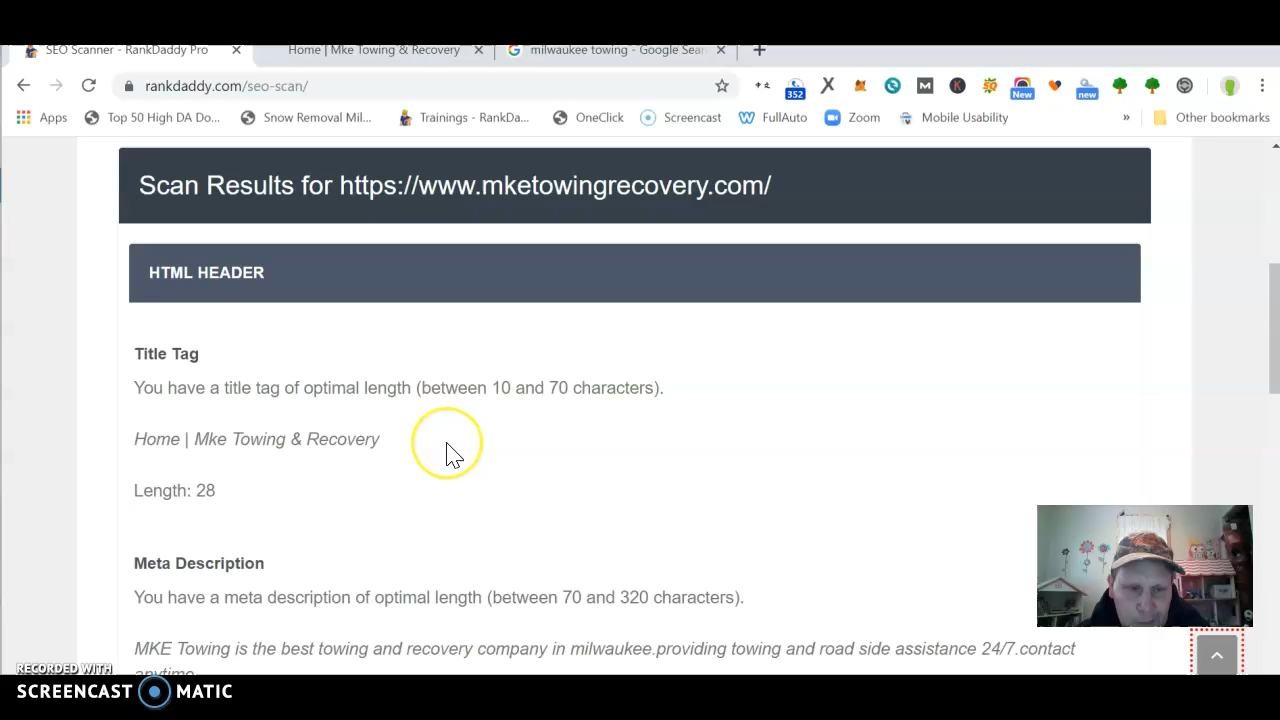 SEO Scanner - RankDaddy Pro
Home | Mke Towing & Recovery
milwaukee towing - Google Sear
rankdaddy.com/seo-scan/
352
New
new
Apps
Top 50 High DA Do...
Snow Removal Mil...
Trainings - RankDa...
OneClick
Screencast
FullAuto
Zoom
Mobile Usability
»
Other bookmarks
Scan Results for https://www.mketowingrecovery.com/
HTML HEADER
Title Tag
You have a title tag of optimal length (between 10 and 70 characters).
Home | Mke Towing & Recovery
Length: 28
Meta Description
You have a meta description of optimal length (between 70 and 320 characters).
MKE Towing is the best towing and recovery company in milwaukee.providing towing and road side assistance 24/7.contact
anytime
RECORDED WITH
SCREENCAST MATIC